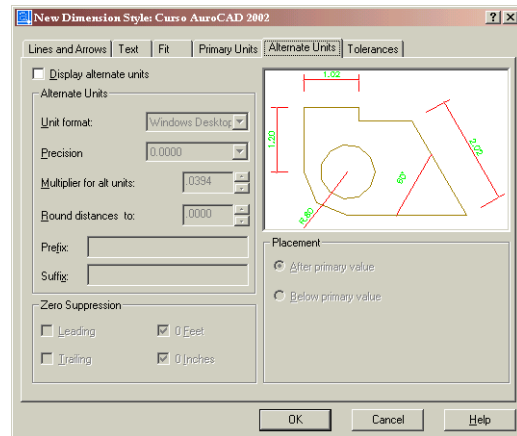 New Dimension Style: Curso AuroCAD 2002
Lines and Arrows Text Fit Primary Units Alternate Units Tolerances
Display alternate units
Alternate Units
Unit format: Windows Desktop
Precision 0.0000
Multiplier for alt units: .0394
Round distances to: .0000
Prefix:
Suffix:
Zero Suppression
Leading 0 Feet
Trailing 0 Inches
1.02
1.20
2.02
60°
R.60
Placement
After primary value
Below primary value
OK Cancel Help